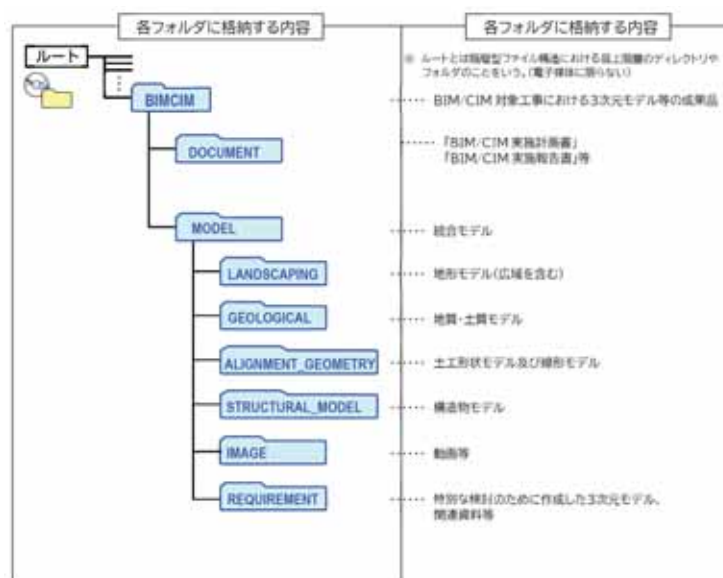 各フォルダに格納する内容
各フォルダに格納する内容
ルート
※ ルートとは階層型ファイル構造における最上階層のディレクトリや
フォルダのことをいう。(電子媒体に限らない)
BIMCIM
BIM/CIM 対象工事における3次元モデル等の成果品
DOCUMENT
「BIM/CIM 実施計画書」
「BIM/CIM 実施報告書」等
MODEL
統合モデル
LANDSCAPING
地形モデル(広域を含む)
GEOLOGICAL
地質・土質モデル
ALIGNMENT_GEOMETRY
土工形状モデル及び線形モデル
STRUCTURAL_MODEL
構造物モデル
IMAGE
動画等
REQUIREMENT
特別な検討のために作成した3次元モデル、
関連資料等